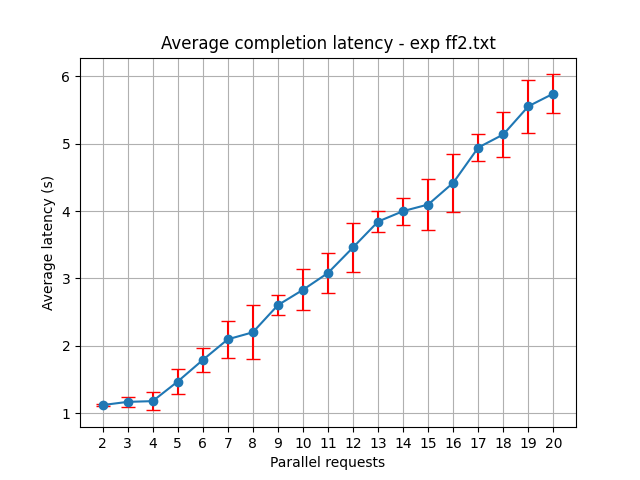 Average completion latency - exp ff2.txt
6
5
4
3
2
1
Average latency (s)
2 3 4 5 6 7 8 9 10 11 12 13 14 15 16 17 18 19 20
Parallel requests